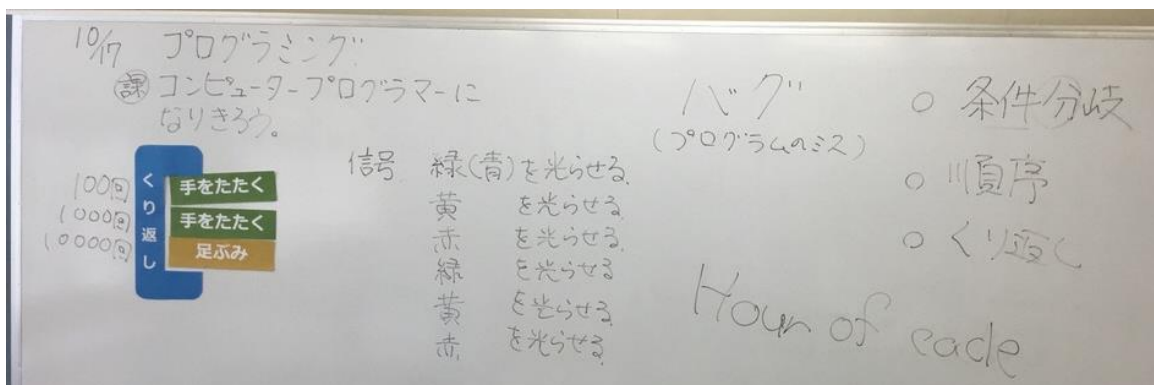 10/17 プログラミング
課 コンピュータープログラマーに
なりきろう。
100回
1000回
10000回
くり返し
手をたたく
手をたたく
足ぶみ
信号 緑(青)を光らせる
黄 を光らせる
赤 を光らせる
緑 を光らせる
黄 を光らせる
赤 を光らせる
バグ
(プログラムのミス)
○ 条件分岐
○ 順序
○ くり返し
Hour of cade